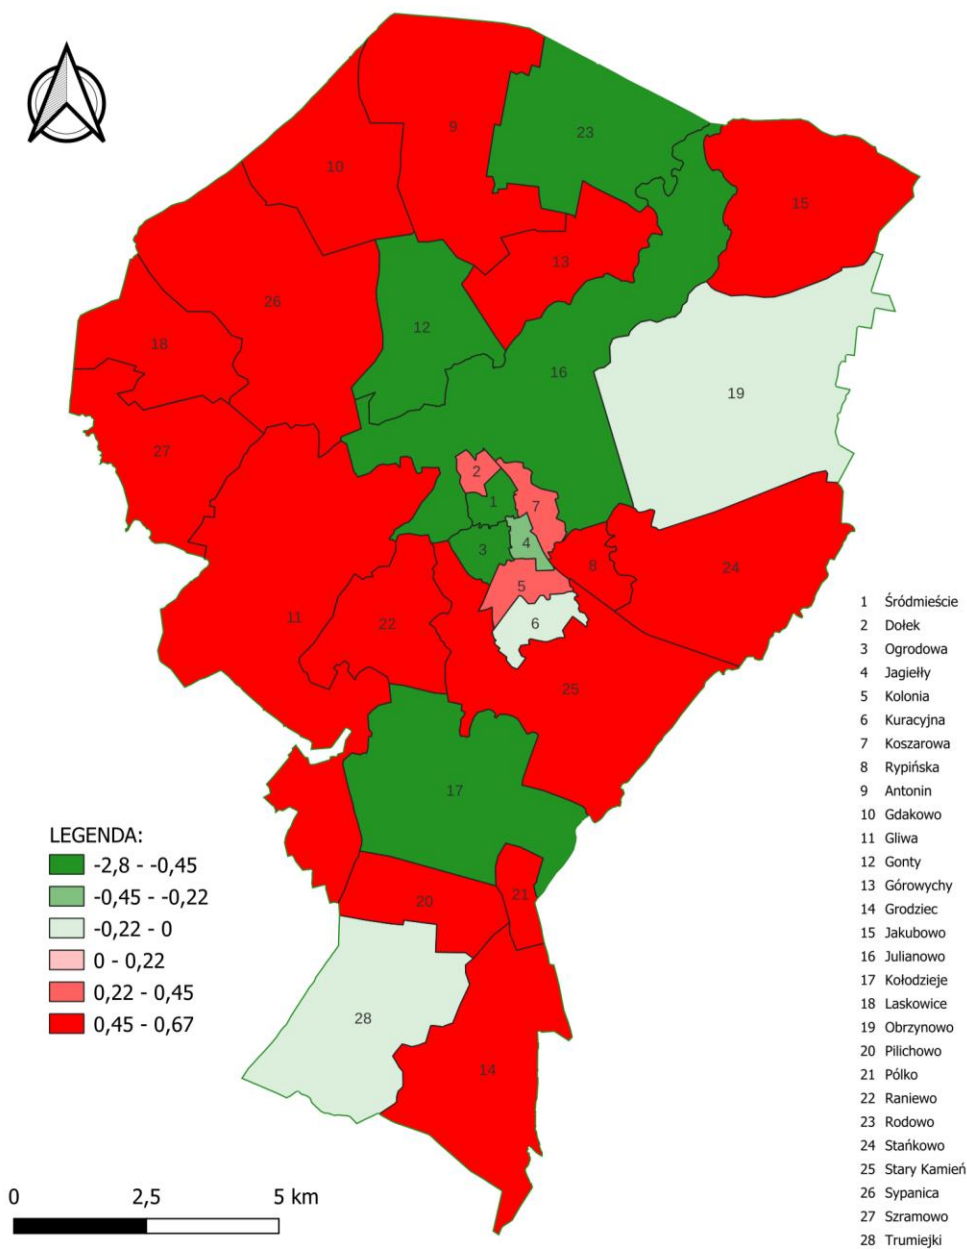 9
23
10
15
13
26
12
18
16
19
27
2
1
7
3
4
8
24
5
6
11
22
25
17
21
20
28
14
LEGENDA:
-2,8 - -0,45
-0,45 - -0,22
-0,22 - 0
0 - 0,22
0,22 - 0,45
0,45 - 0,67
0 2,5 5 km
1 Śródmieście
2 Dołek
3 Ogrodowa
4 Jagiełły
5 Kolonia
6 Kuracyjna
7 Koszarowa
8 Rypińska
9 Antonin
10 Gdakowo
11 Gliwa
12 Gonty
13 Górowychy
14 Grodziec
15 Jakubowo
16 Julianowo
17 Kołodzieje
18 Laskowice
19 Obrzynowo
20 Pilichowo
21 Pólko
22 Raniewo
23 Rodowo
24 Stańkowo
25 Stary Kamień
26 Sypanica
27 Szramowo
28 Trumiejki